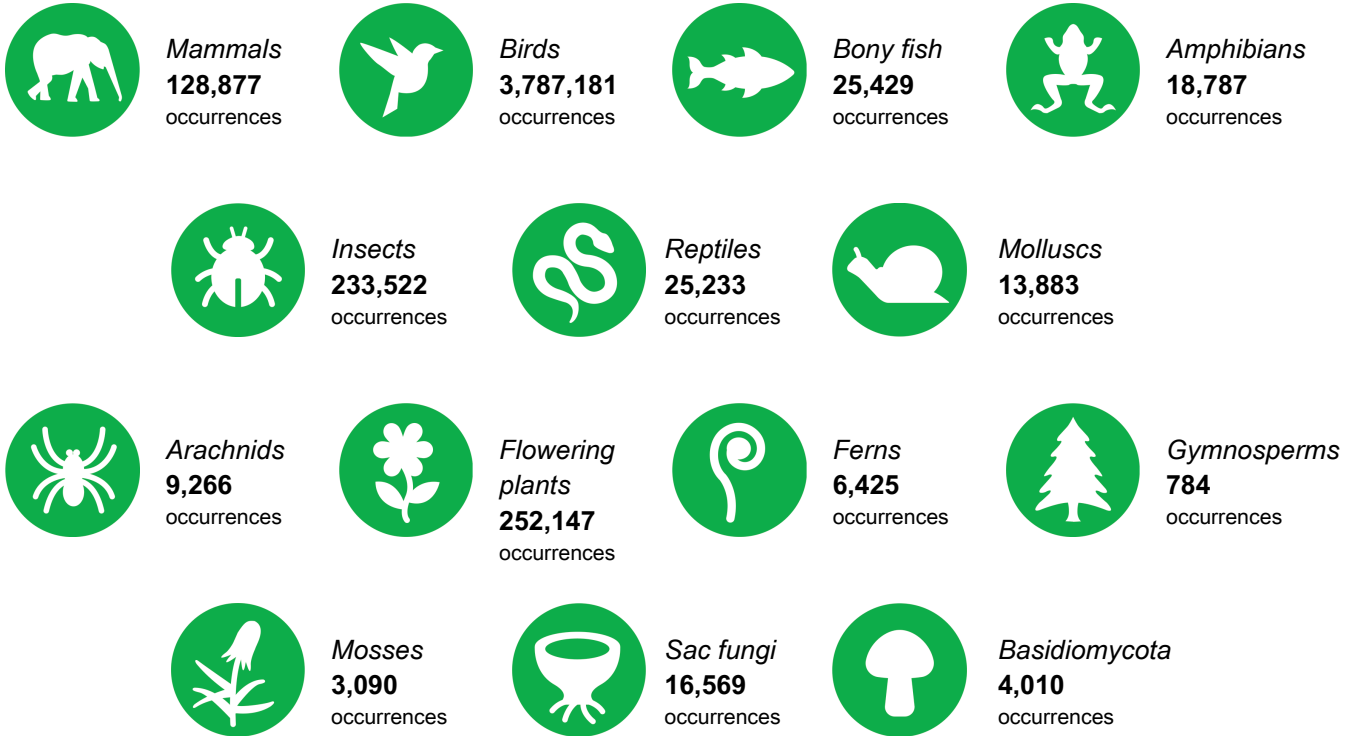 Mammals
128,877
occurrences
Birds
3,787,181
occurrences
Bony fish
25,429
occurrences
Amphibians
18,787
occurrences
Insects
233,522
occurrences
Reptiles
25,233
occurrences
Molluscs
13,883
occurrences
Arachnids
9,266
occurrences
Flowering
plants
252,147
occurrences
Ferns
6,425
occurrences
Gymnosperms
784
occurrences
Mosses
3,090
occurrences
Sac fungi
16,569
occurrences
Basidiomycota
4,010
occurrences